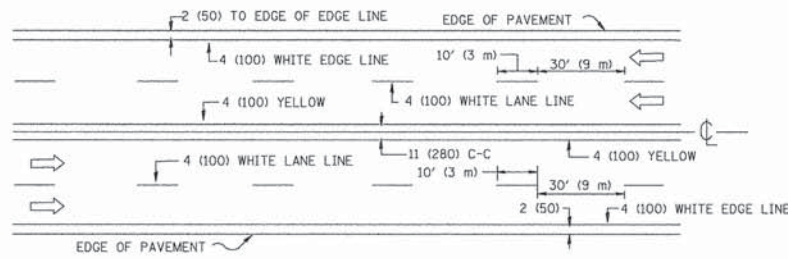 2 (50) TO EDGE OF EDGE LINE
EDGE OF PAVEMENT
4 (100) WHITE EDGE LINE
10' (3 m)
30' (9 m)
4 (100) YELLOW
4 (100) WHITE LANE LINE
℄
4 (100) WHITE LANE LINE
11 (280) C-C
4 (100) YELLOW
10' (3 m)
30' (9 m)
2 (50)
4 (100) WHITE EDGE LINE
EDGE OF PAVEMENT